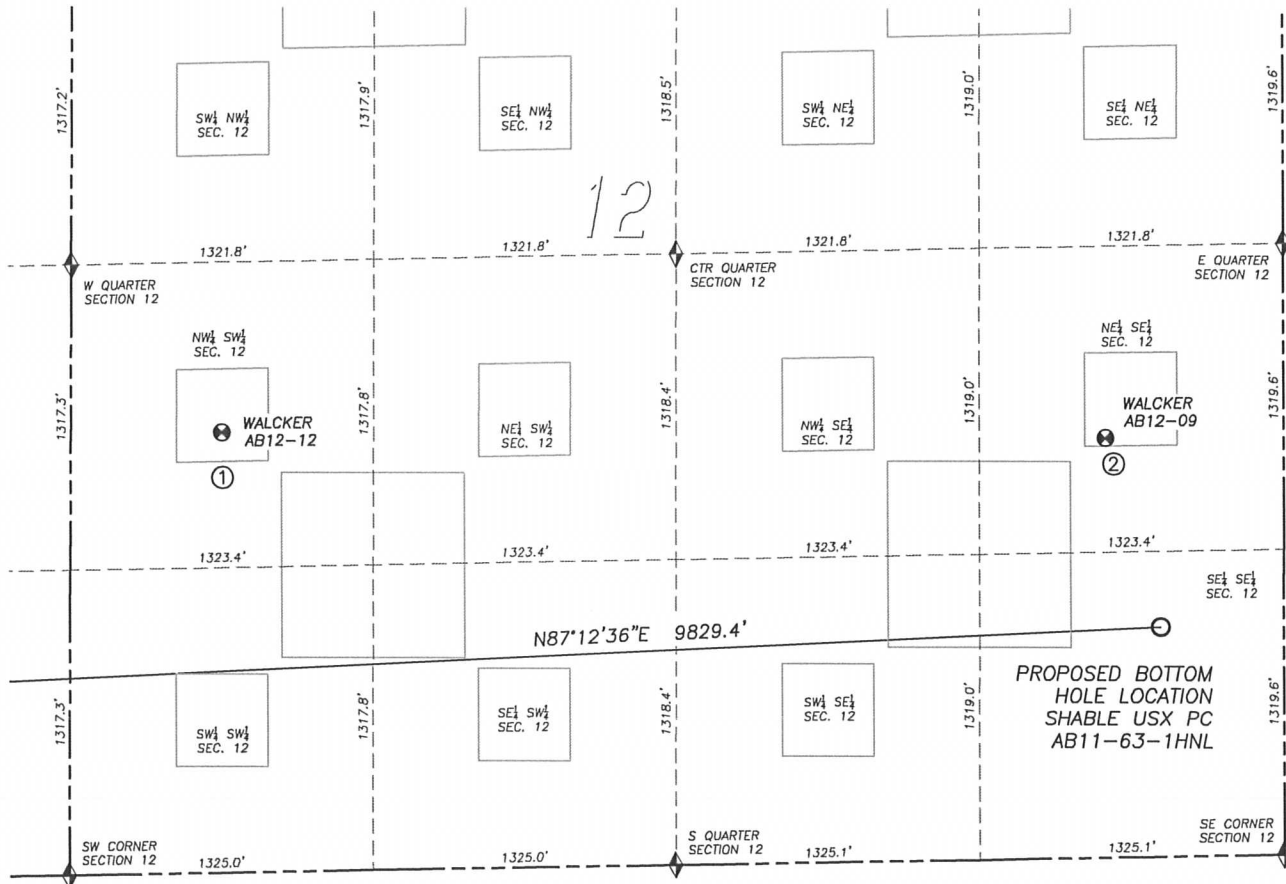 1317.2'
SW¼ NW¼
SEC. 12
1317.9'
SE¼ NW¼
SEC. 12
1318.5'
SW¼ NE¼
SEC. 12
1319.0'
SE¼ NE¼
SEC. 12
1319.6'
12
1321.8'
1321.8'
1321.8'
1321.8'
W QUARTER
SECTION 12
CTR QUARTER
SECTION 12
E QUARTER
SECTION 12
NW¼ SW¼
SEC. 12
NE¼ SE¼
SEC. 12
1317.3'
WALCKER
AB12-12
1
1317.8'
NE¼ SW¼
SEC. 12
1318.4'
NW¼ SE¼
SEC. 12
1319.0'
WALCKER
AB12-09
2
1319.6'
1323.4'
1323.4'
1323.4'
1323.4'
SE¼ SE¼
SEC. 12
N87°12'36"E 9829.4'
PROPOSED BOTTOM
HOLE LOCATION
SHABLE USX PC
AB11-63-1HNL
1317.3'
SW¼ SW¼
SEC. 12
1317.8'
SE¼ SW¼
SEC. 12
1318.4'
SW¼ SE¼
SEC. 12
1319.0'
1319.6'
SW CORNER
SECTION 12
1325.0'
1325.0'
S QUARTER
SECTION 12
1325.1'
1325.1'
SE CORNER
SECTION 12